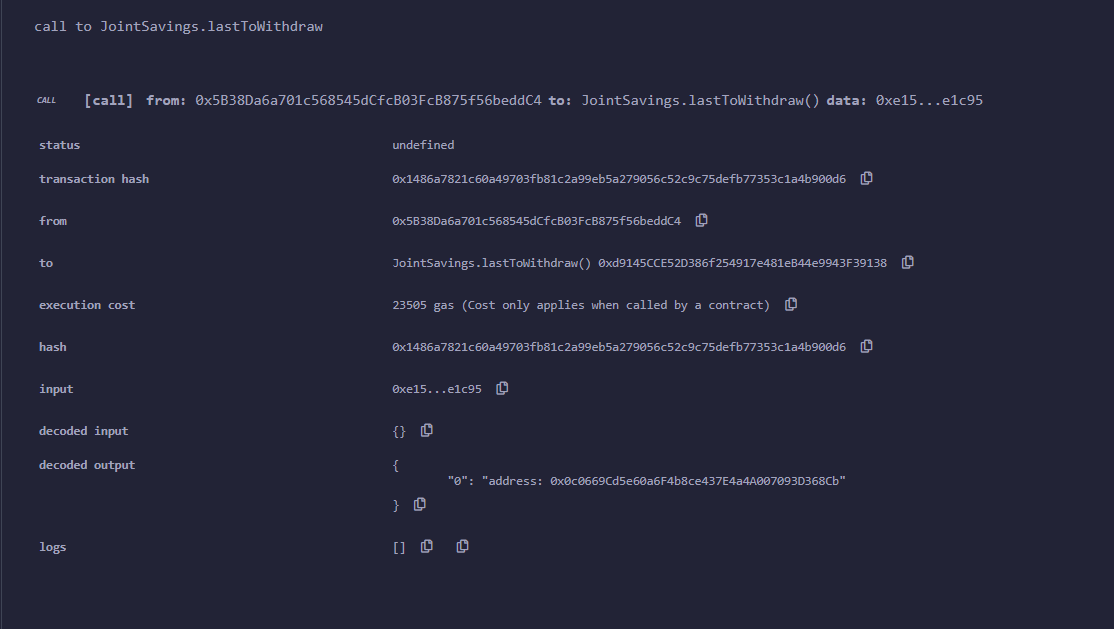 call to JointSavings.lastToWithdraw
CALL [call] from: 0x5B38Da6a701c568545dCfcB03FcB875f56beddC4 to: JointSavings.lastToWithdraw() data: 0xe15...e1c95
status undefined
transaction hash 0x1486a7821c60a49703fb81c2a99eb5a279056c52c9c75defb77353c1a4b900d6
from 0x5B38Da6a701c568545dCfcB03FcB875f56beddC4
to JointSavings.lastToWithdraw() 0xd9145CCE52D386f254917e481eB44e9943F39138
execution cost 23505 gas (Cost only applies when called by a contract)
hash 0x1486a7821c60a49703fb81c2a99eb5a279056c52c9c75defb77353c1a4b900d6
input 0xe15...e1c95
decoded input {}
decoded output {
"0": "address: 0x0c0669Cd5e60a6F4b8ce437E4a4A007093D368Cb"
}
logs []